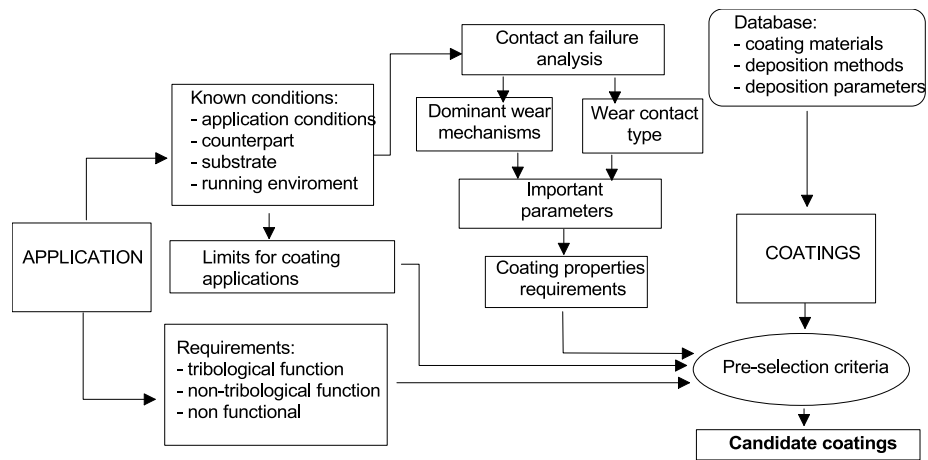 Contact an failure
analysis
Database:
- coating materials
- deposition methods
- deposition parameters
Known conditions:
- application conditions
- counterpart
- substrate
- running enviroment
Dominant wear
mechanisms
Wear contact
type
Important
parameters
APPLICATION
Limits for coating
applications
Coating properties
requirements
COATINGS
Requirements:
- tribological function
- non-tribological function
- non functional
Pre-selection criteria
Candidate coatings